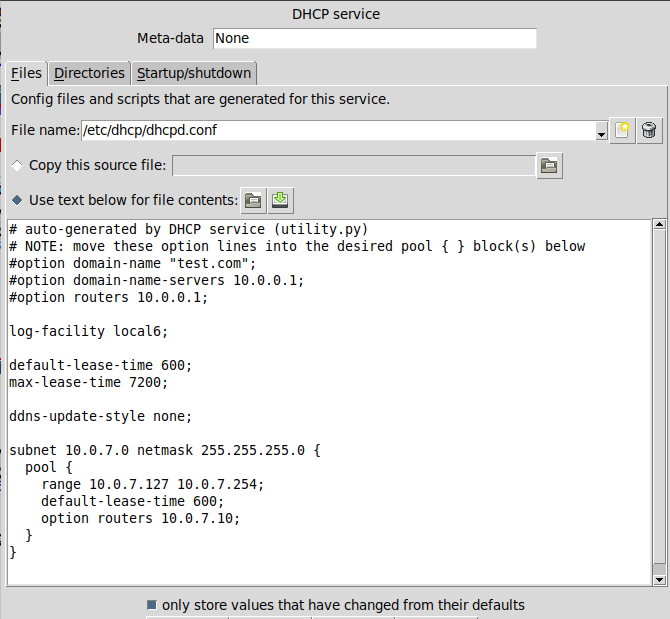 DHCP service
Meta-data None
Files Directories Startup/shutdown
Config files and scripts that are generated for this service.
File name: /etc/dhcp/dhcpd.conf
Copy this source file:
Use text below for file contents:
# auto-generated by DHCP service (utility.py)
# NOTE: move these option lines into the desired pool { } block(s) below
#option domain-name "test.com";
#option domain-name-servers 10.0.0.1;
#option routers 10.0.0.1;

log-facility local6;

default-lease-time 600;
max-lease-time 7200;

ddns-update-style none;

subnet 10.0.7.0 netmask 255.255.255.0 {
  pool {
    range 10.0.7.127 10.0.7.254;
    default-lease-time 600;
    option routers 10.0.7.10;
  }
}
only store values that have changed from their defaults